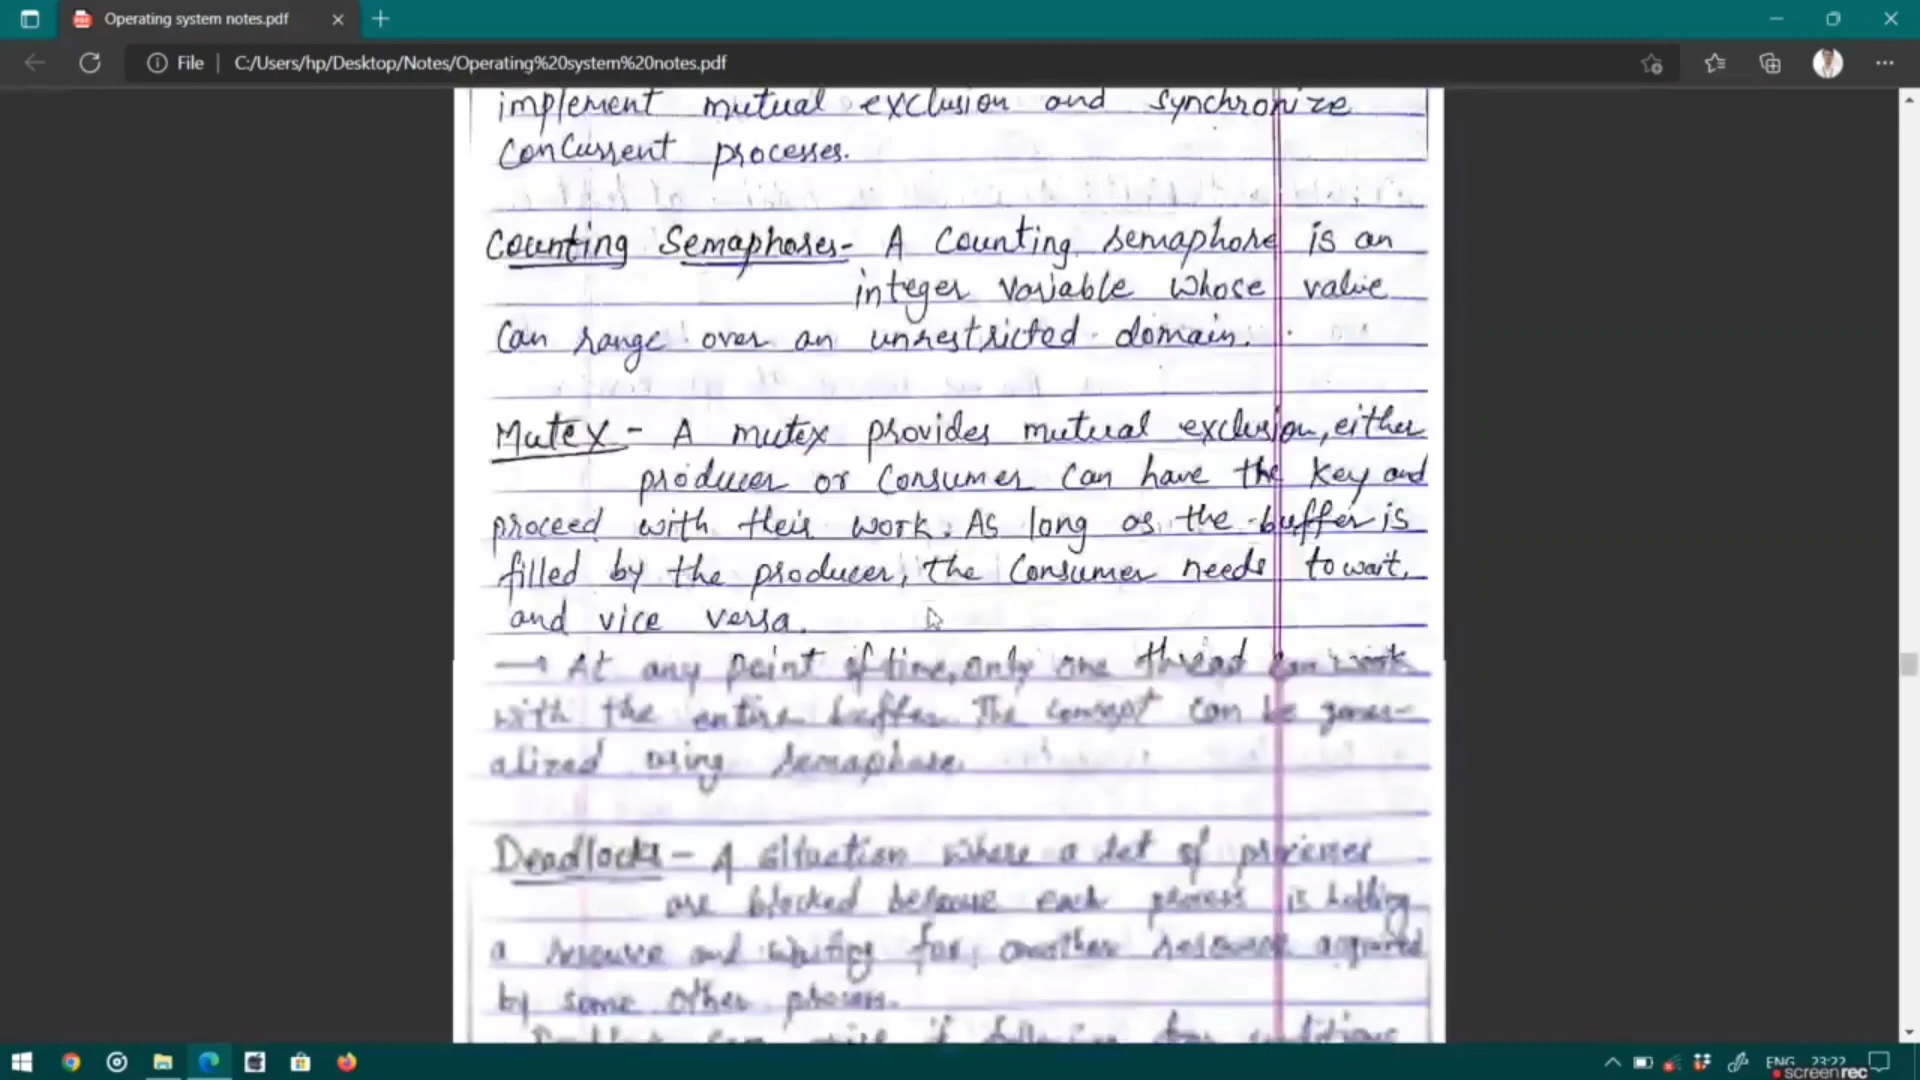 Operating system notes.pdf
File
C:/Users/hp/Desktop/Notes/Operating%20system%20notes.pdf
implement mutual exclusion and synchronize
concurrent processes.
Counting Semaphores- A counting semaphore is an
integer variable whose value
can range over an unrestricted domain.
Mutex - A mutex provides mutual exclusion, either
producer or consumer can have the key and
proceed with their work. As long as the buffer is
filled by the producer, the consumer needs to wait,
and vice versa.
→ At any point of time, only one thread can work
with the entire buffer. The concept can be gener-
alized using semaphore.
Deadlocks - A situation where a set of processes
are blocked because each process is holding
a resource and waiting for another resource acquired
by some other process.
ENG 23:22
screenrec